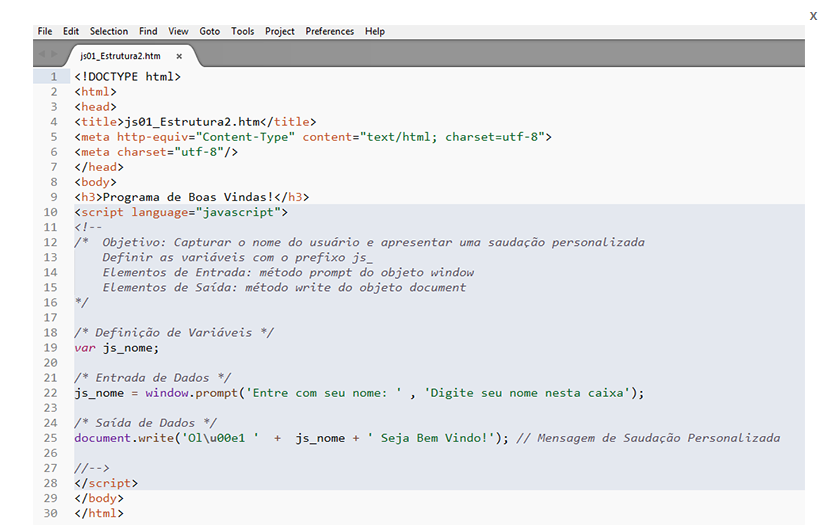 x
File Edit Selection Find View Goto Tools Project Preferences Help
js01_Estrutura2.htm ×
1 <!DOCTYPE html>
2 <html>
3 <head>
4 <title>js01_Estrutura2.htm</title>
5 <meta http-equiv="Content-Type" content="text/html; charset=utf-8">
6 <meta charset="utf-8"/>
7 </head>
8 <body>
9 <h3>Programa de Boas Vindas!</h3>
10 <script language="javascript">
11 <!--
12 /*  Objetivo: Capturar o nome do usuário e apresentar uma saudação personalizada
13     Definir as variáveis com o prefixo js_
14     Elementos de Entrada: método prompt do objeto window
15     Elementos de Saída: método write do objeto document
16 */
17
18 /* Definição de Variáveis */
19 var js_nome;
20
21 /* Entrada de Dados */
22 js_nome = window.prompt('Entre com seu nome: ' , 'Digite seu nome nesta caixa');
23
24 /* Saída de Dados */
25 document.write('Ol\u00e1 '  +  js_nome + ' Seja Bem Vindo!'); // Mensagem de Saudação Personalizada
26
27 //-->
28 </script>
29 </body>
30 </html>